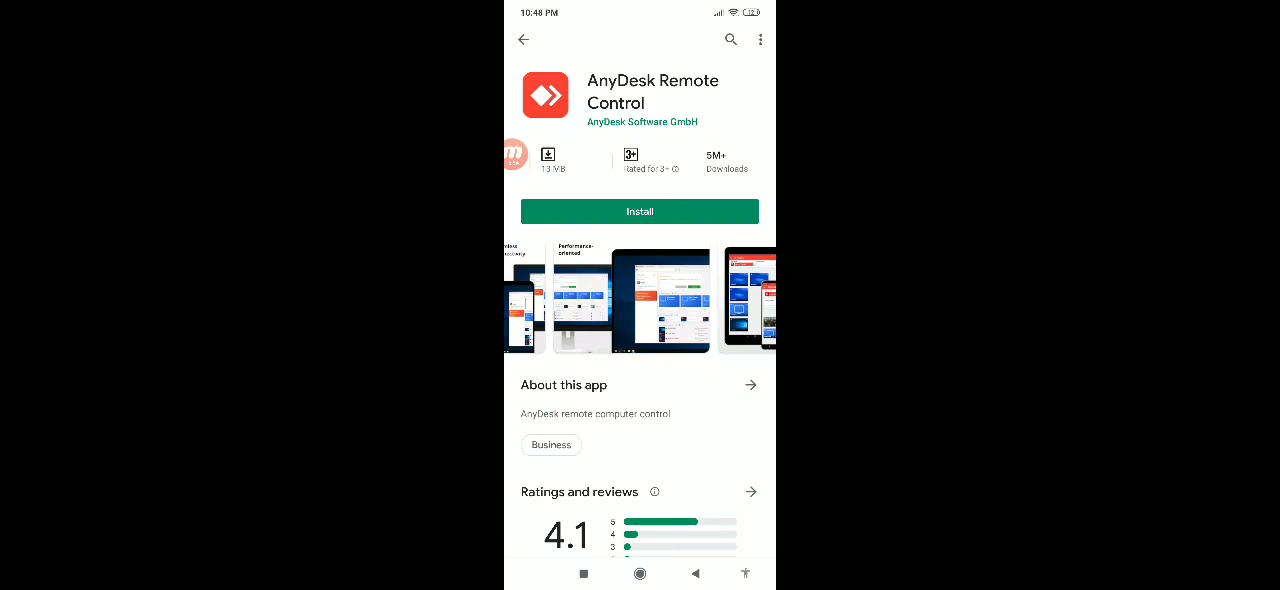 10:48 PM
12
AnyDesk Remote
Control
AnyDesk Software GmbH
3+
5M+
13 MB
Rated for 3+
Downloads
Install
Performance-
oriented
About this app
AnyDesk remote computer control
Business
Ratings and reviews
4.1
5
4
3